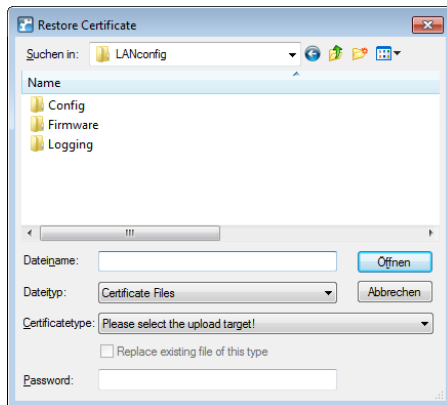 Restore Certificate
Suchen in: LANconfig
Name
Config
Firmware
Logging
Dateiname: Öffnen
Dateityp: Certificate Files Abbrechen
Certificatetype: Please select the upload target!
Replace existing file of this type
Password: